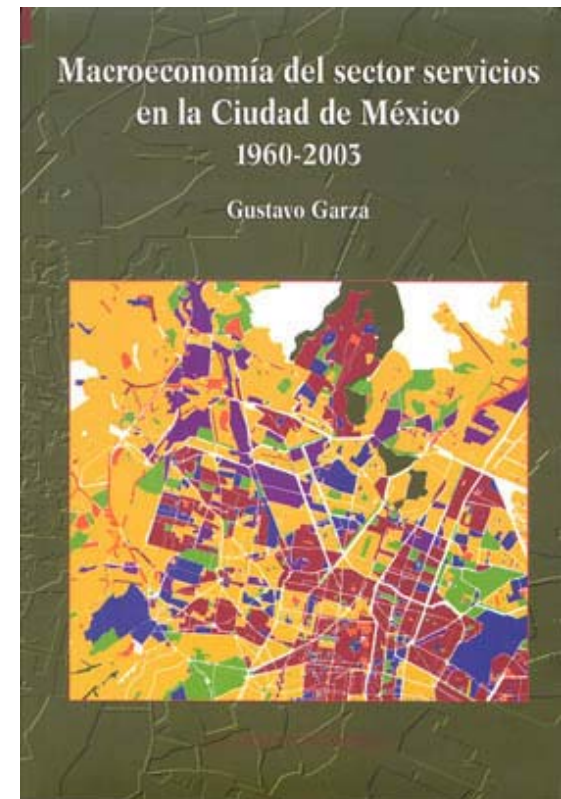 Macroeconomía del sector servicios
en la Ciudad de México
1960-2003
Gustavo Garza